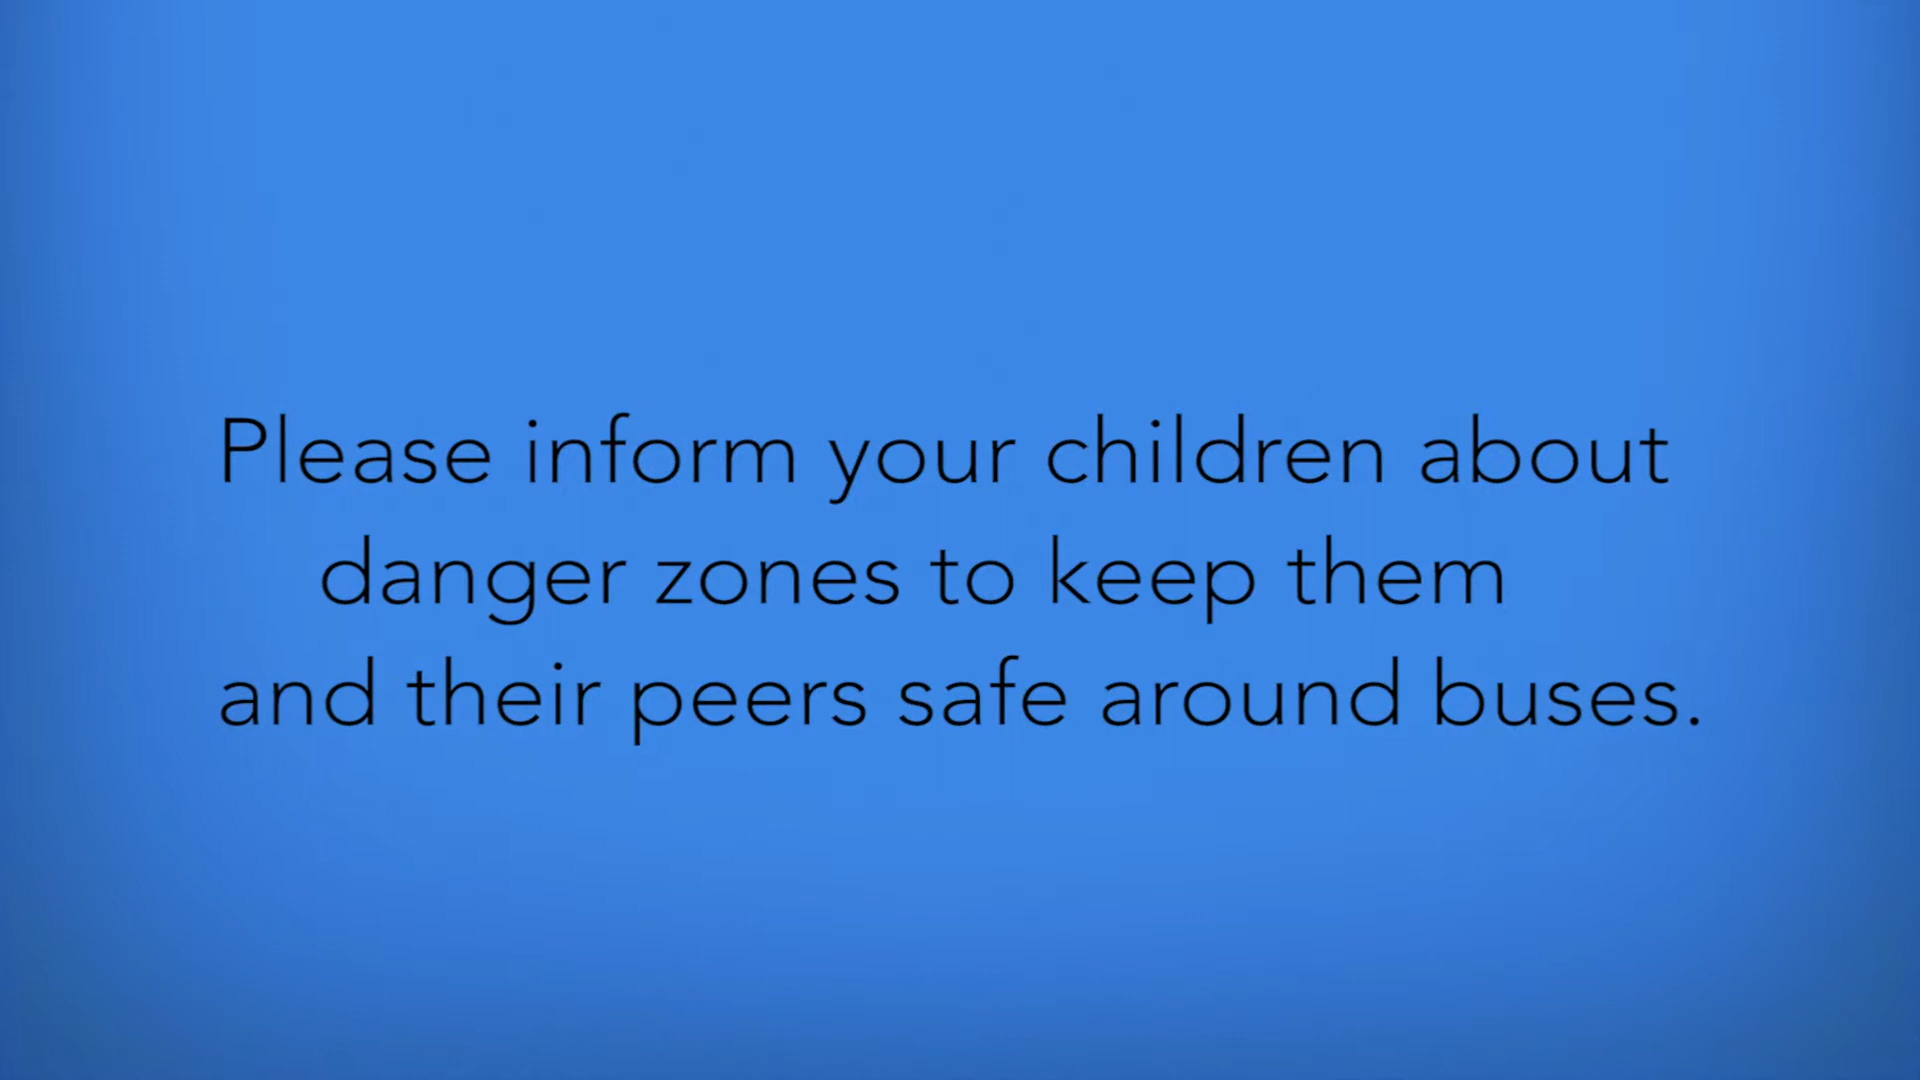 Please inform your children about
danger zones to keep them
and their peers safe around buses.